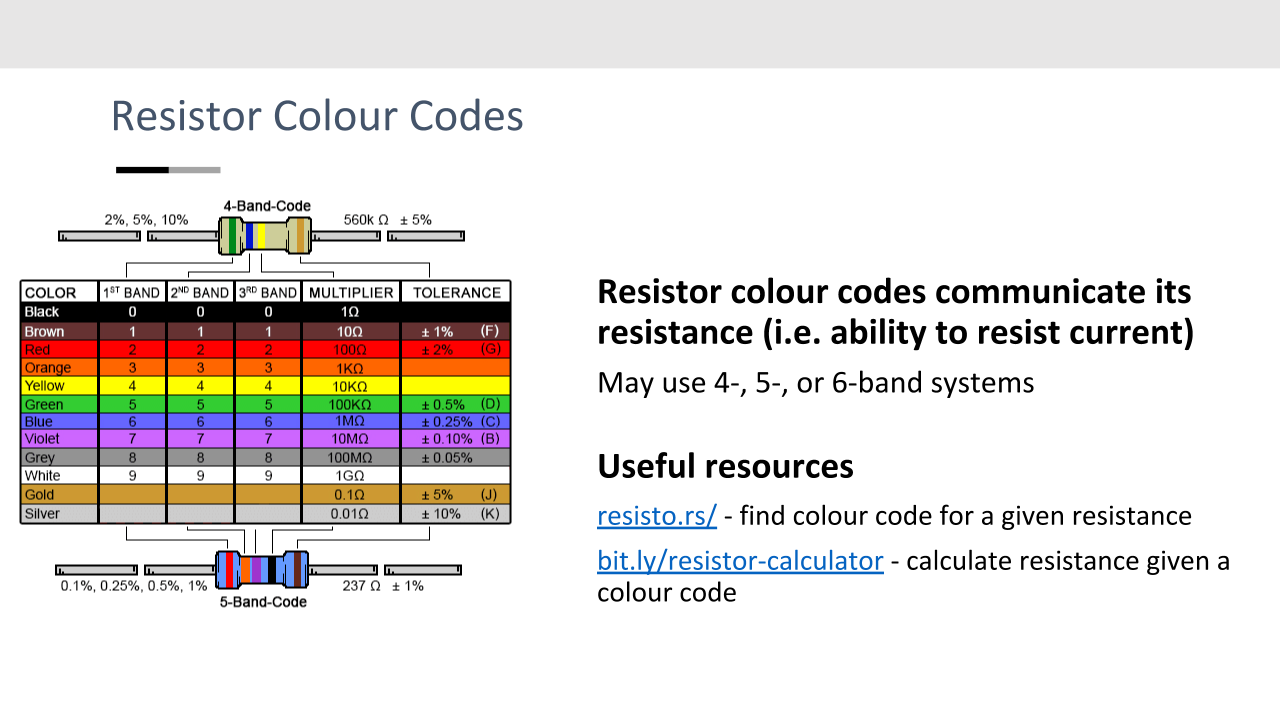 Resistor Colour Codes
4-Band-Code
2%, 5%, 10% 560k Ω ± 5%
COLOR 1ST BAND 2ND BAND 3RD BAND MULTIPLIER TOLERANCE
Black 0 0 0 1Ω
Brown 1 1 1 10Ω ± 1% (F)
Red 2 2 2 100Ω ± 2% (G)
Orange 3 3 3 1KΩ
Yellow 4 4 4 10KΩ
Green 5 5 5 100KΩ ± 0.5% (D)
Blue 6 6 6 1MΩ ± 0.25% (C)
Violet 7 7 7 10MΩ ± 0.10% (B)
Grey 8 8 8 100MΩ ± 0.05%
White 9 9 9 1GΩ
Gold 0.1Ω ± 5% (J)
Silver 0.01Ω ± 10% (K)
0.1%, 0.25%, 0.5%, 1% 237 Ω ± 1%
5-Band-Code
Resistor colour codes communicate its
resistance (i.e. ability to resist current)
May use 4-, 5-, or 6-band systems
Useful resources
resisto.rs/ - find colour code for a given resistance
bit.ly/resistor-calculator - calculate resistance given a
colour code